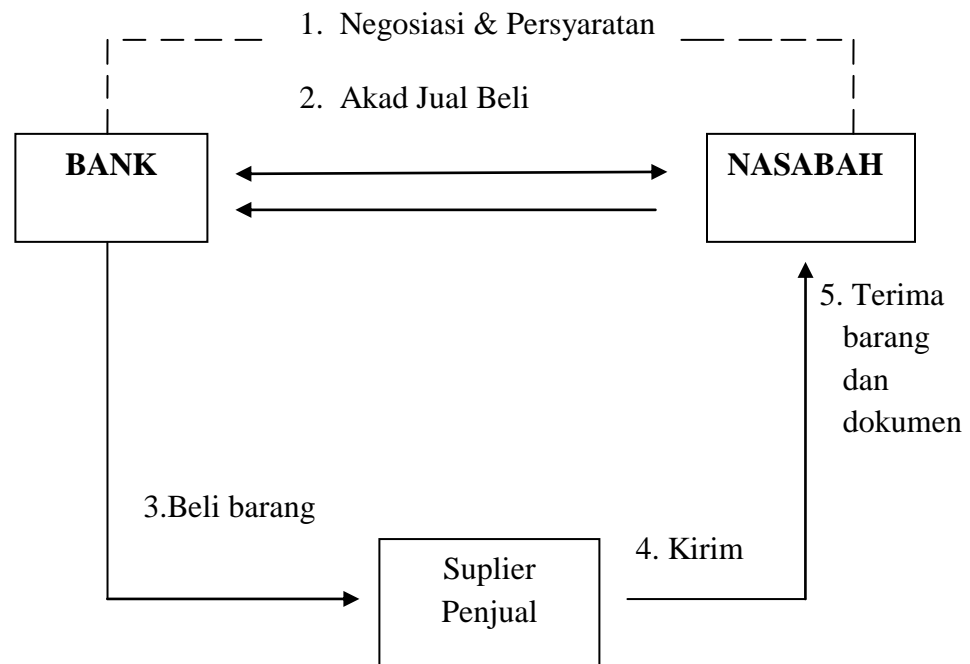 1. Negosiasi & Persyaratan
2. Akad Jual Beli
BANK
NASABAH
5. Terima
barang
dan
dokumen
3.Beli barang
4. Kirim
Suplier
Penjual